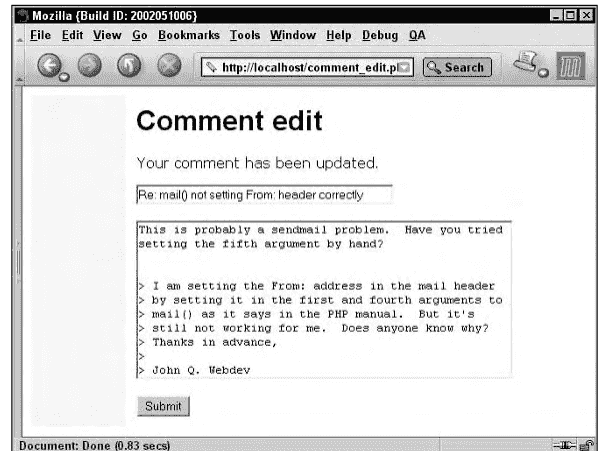 Mozilla {Build ID: 2002051006}
File Edit View Go Bookmarks Tools Window Help Debug QA
http://localhost/comment_edit.p
Search
Comment edit
Your comment has been updated.
Re: mail() not setting From: header correctly
This is probably a sendmail problem.  Have you tried
setting the fifth argument by hand?
> I am setting the From: address in the mail header
> by setting it in the first and fourth arguments to
> mail() as it says in the PHP manual.  But it's
> still not working for me.  Does anyone know why?
> Thanks in advance,
>
> John Q. Webdev
Submit
Document: Done (0.83 secs)